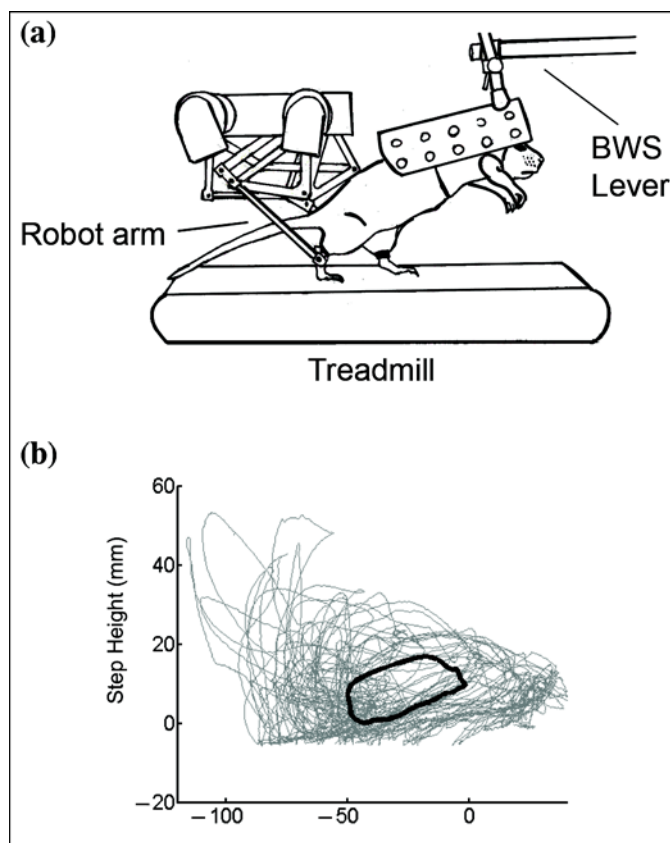 (a)
BWS
Lever
Robot arm
Treadmill
(b)
60
40
20
0
−20
Step Height (mm)
−100
−50
0